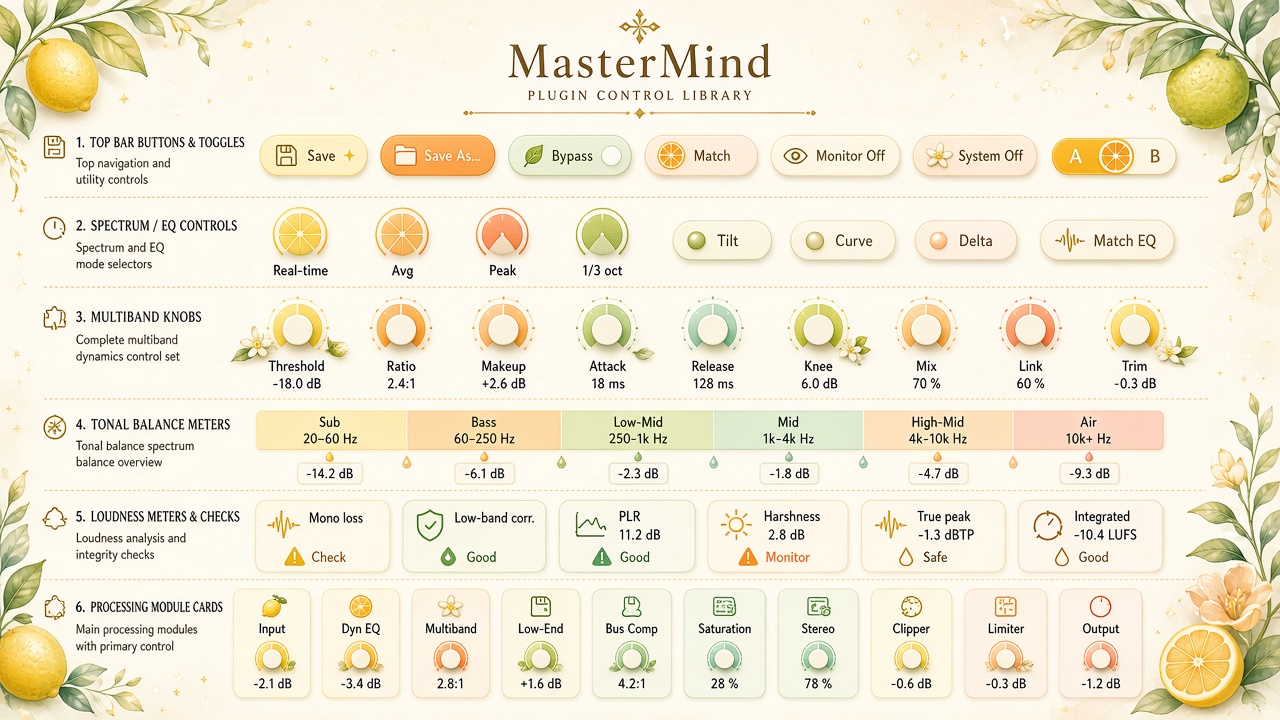 MasterMind
PLUGIN CONTROL LIBRARY
1. TOP BAR BUTTONS & TOGGLES
Top navigation and
utility controls
Save
Save As...
Bypass
Match
Monitor Off
System Off
A
B
2. SPECTRUM / EQ CONTROLS
Spectrum and EQ
mode selectors
Real-time
Avg
Peak
1/3 oct
Tilt
Curve
Delta
Match EQ
3. MULTIBAND KNOBS
Complete multiband
dynamics control set
Threshold
-18.0 dB
Ratio
2.4:1
Makeup
+2.6 dB
Attack
18 ms
Release
128 ms
Knee
6.0 dB
Mix
70 %
Link
60 %
Trim
-0.3 dB
4. TONAL BALANCE METERS
Tonal balance spectrum
balance overview
Sub
20–60 Hz
-14.2 dB
Bass
60–250 Hz
-6.1 dB
Low-Mid
250–1k Hz
-2.3 dB
Mid
1k–4k Hz
-1.8 dB
High-Mid
4k–10k Hz
-4.7 dB
Air
10k+ Hz
-9.3 dB
5. LOUDNESS METERS & CHECKS
Loudness analysis and
integrity checks
Mono loss
Check
Low-band corr.
Good
PLR
11.2 dB
Good
Harshness
2.8 dB
Monitor
True peak
-1.3 dBTP
Safe
Integrated
-10.4 LUFS
Good
6. PROCESSING MODULE CARDS
Main processing modules
with primary control
Input
-2.1 dB
Dyn EQ
-3.4 dB
Multiband
2.8:1
Low-End
+1.6 dB
Bus Comp
4.2:1
Saturation
28 %
Stereo
78 %
Clipper
-0.6 dB
Limiter
-0.3 dB
Output
-1.2 dB